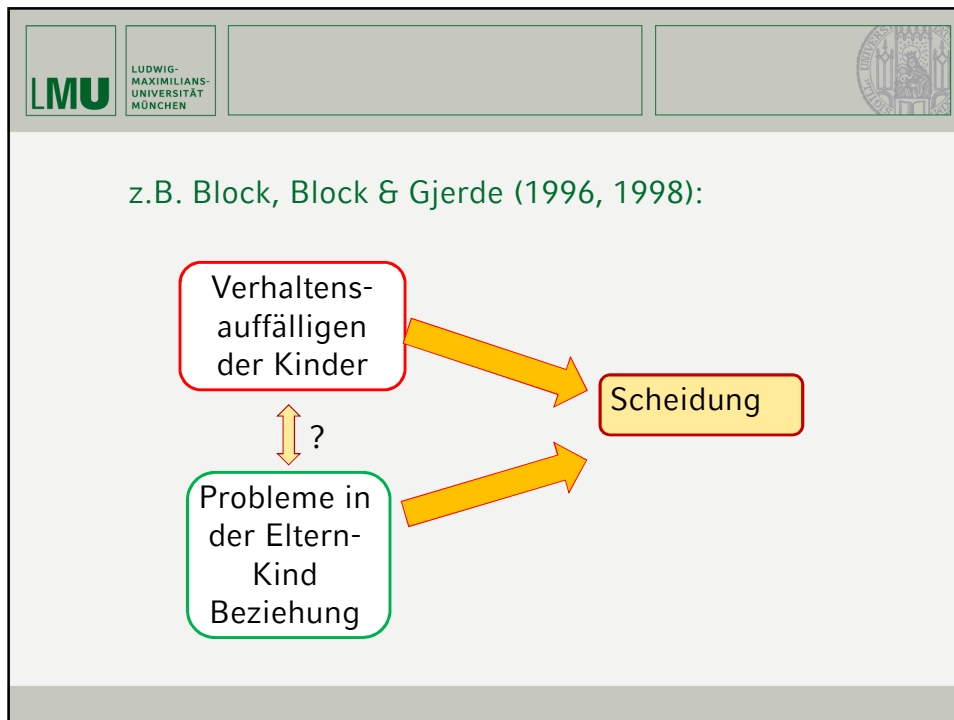 LMU
LUDWIG-
MAXIMILIANS-
UNIVERSITÄT
MÜNCHEN
z.B. Block, Block & Gjerde (1996, 1998):
Verhaltens-
auffälligen
der Kinder
Scheidung
?
Probleme in
der Eltern-
Kind
Beziehung